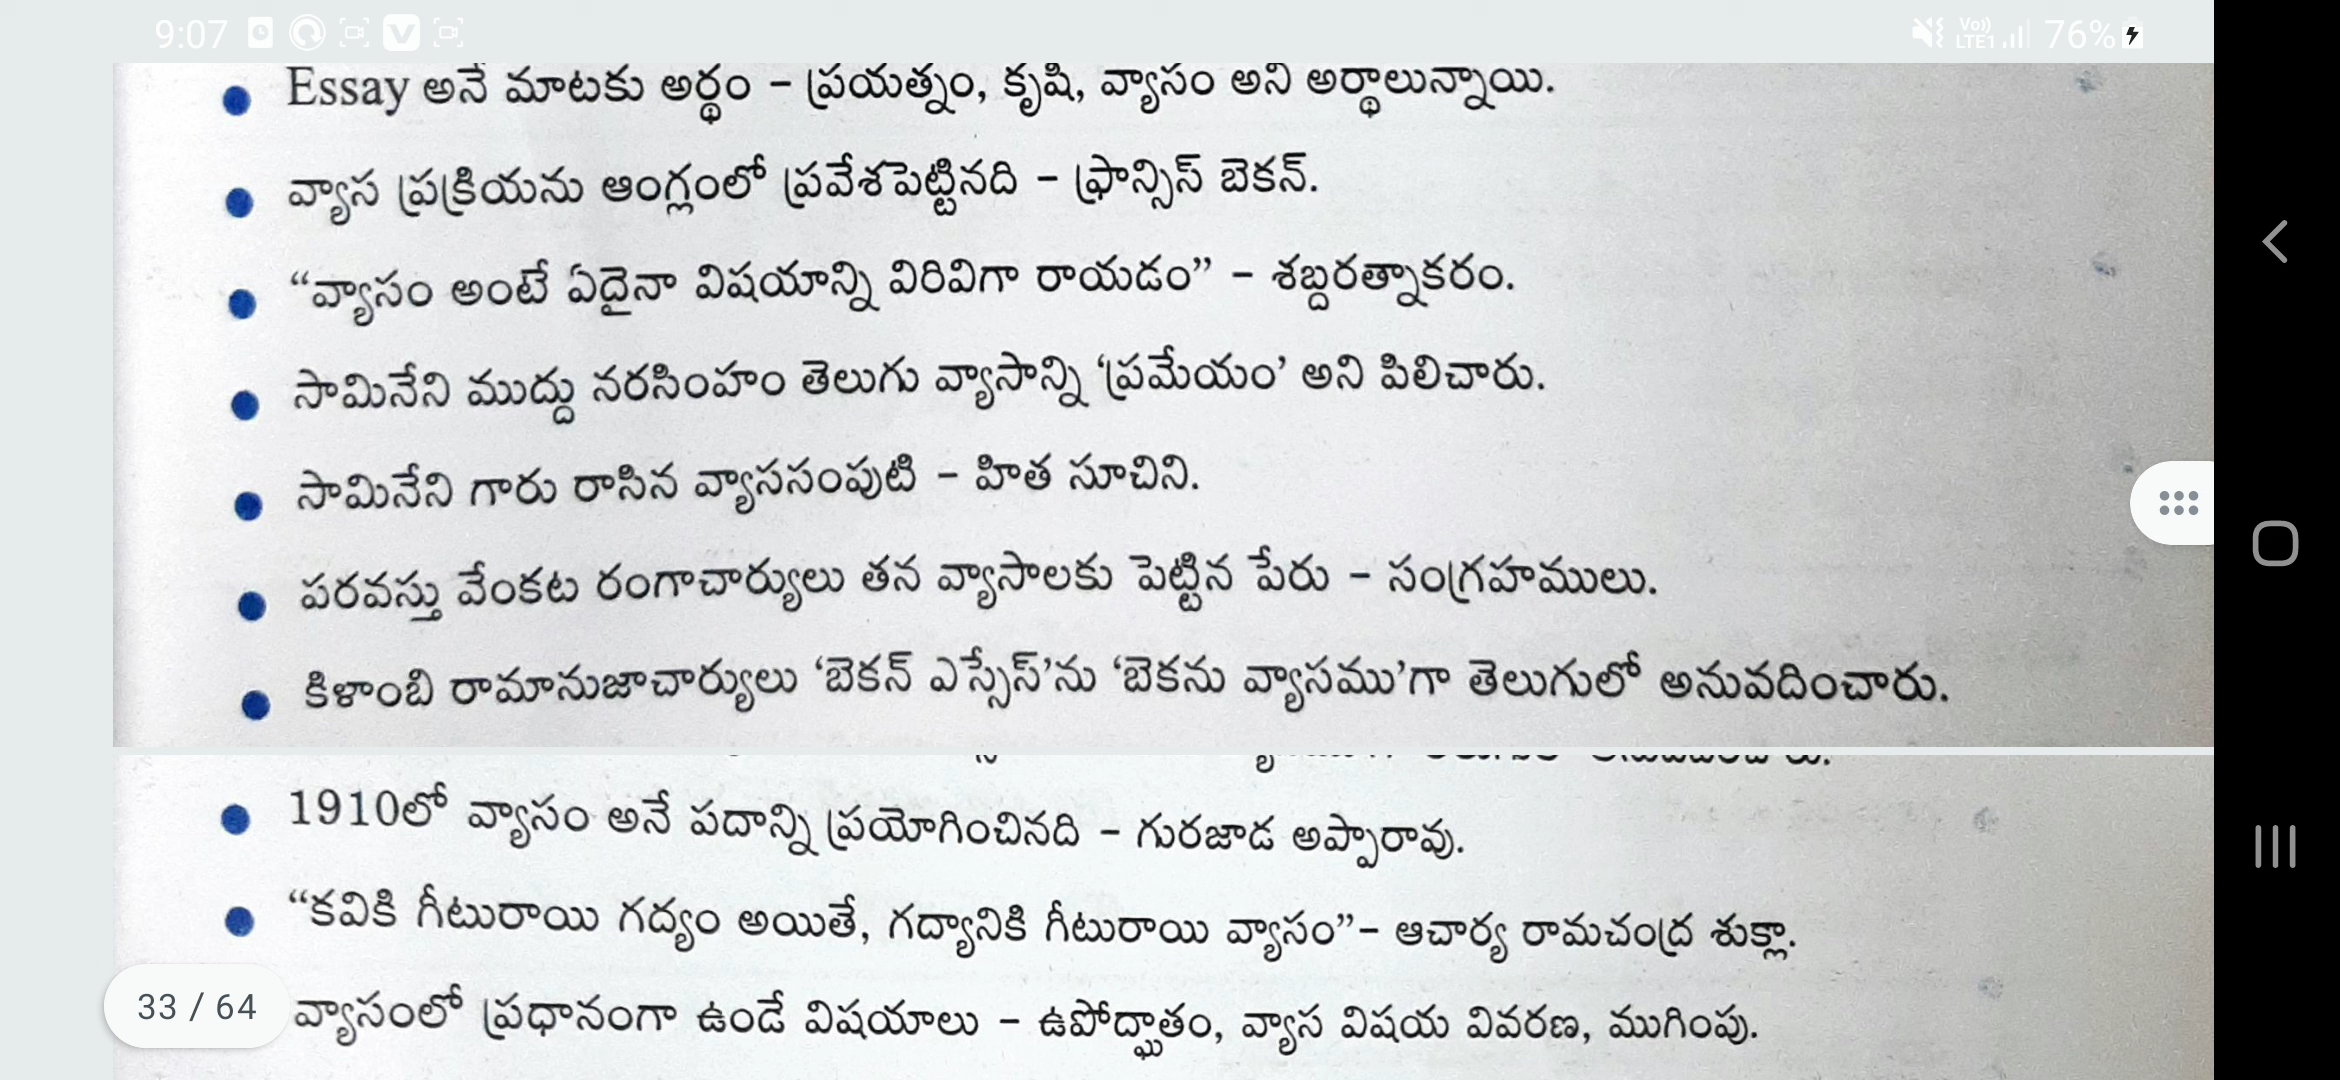 9:07 76%
Vo)) LTE1
• Essay అనే మాటకు అర్థం – ప్రయత్నం, కృషి, వ్యాసం అని అర్థాలున్నాయి.
• వ్యాస ప్రక్రియను ఆంగ్లంలో ప్రవేశపెట్టినది – ఫ్రాన్సిస్ బెకన్.
• “వ్యాసం అంటే ఏదైనా విషయాన్ని విరివిగా రాయడం” – శబ్దరత్నాకరం.
• సామినేని ముద్దు నరసింహం తెలుగు వ్యాసాన్ని ‘ప్రమేయం’ అని పిలిచారు.
• సామినేని గారు రాసిన వ్యాససంపుటి – హిత సూచిని.
• పరవస్తు వేంకట రంగాచార్యులు తన వ్యాసాలకు పెట్టిన పేరు – సంగ్రహములు.
• కిళాంబి రామానుజాచార్యులు ‘బెకన్ ఎస్సేస్’ను ‘బెకను వ్యాసము’గా తెలుగులో అనువదించారు.
• 1910లో వ్యాసం అనే పదాన్ని ప్రయోగించినది – గురజాడ అప్పారావు.
• “కవికి గీటురాయి గద్యం అయితే, గద్యానికి గీటురాయి వ్యాసం”– ఆచార్య రామచంద్ర శుక్లా.
వ్యాసంలో ప్రధానంగా ఉండే విషయాలు – ఉపోద్ఘాతం, వ్యాస విషయ వివరణ, ముగింపు.
33 / 64